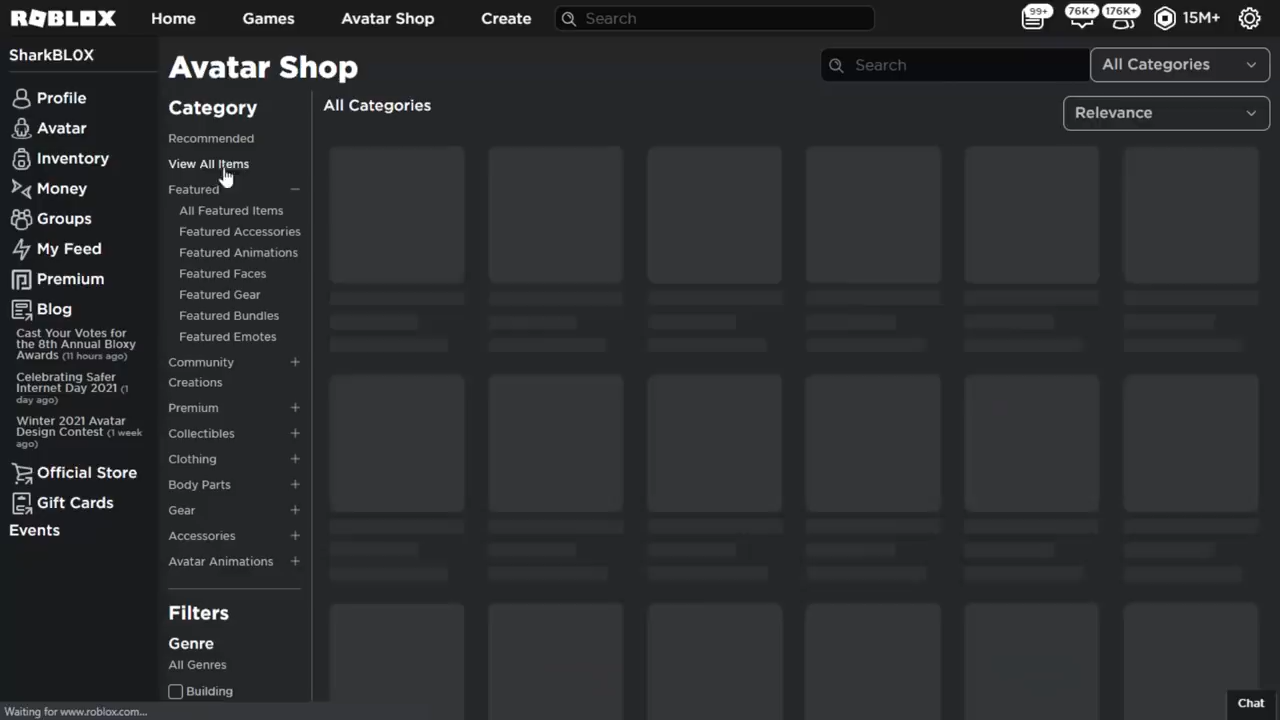 ROBLOX
Home
Games
Avatar Shop
Create
Search
99+
76K+
176K+
15M+
SharkBLOX
Profile
Avatar
Inventory
Money
Groups
My Feed
Premium
Blog
Cast Your Votes for
the 8th Annual Bloxy
Awards (11 hours ago)
Celebrating Safer
Internet Day 2021 (1
day ago)
Winter 2021 Avatar
Design Contest (1 week
ago)
Official Store
Gift Cards
Events
Avatar Shop
Search
All Categories
Category
Recommended
View All Items
Featured
All Featured Items
Featured Accessories
Featured Animations
Featured Faces
Featured Gear
Featured Bundles
Featured Emotes
Community
Creations
Premium
Collectibles
Clothing
Body Parts
Gear
Accessories
Avatar Animations
Filters
Genre
All Genres
Building
All Categories
Relevance
Chat
Waiting for www.roblox.com...